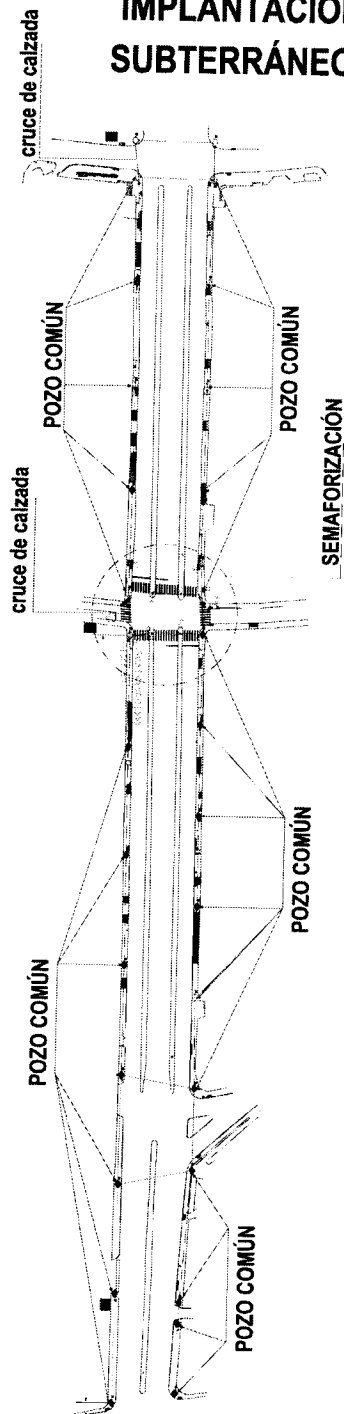 IMPLANTACIÓN
SUBTERRÁNEO
cruce de calzada
POZO COMÚN
POZO COMÚN
cruce de calzada
SEMAFORIZACIÓN
POZO COMÚN
POZO COMÚN
POZO COMÚN